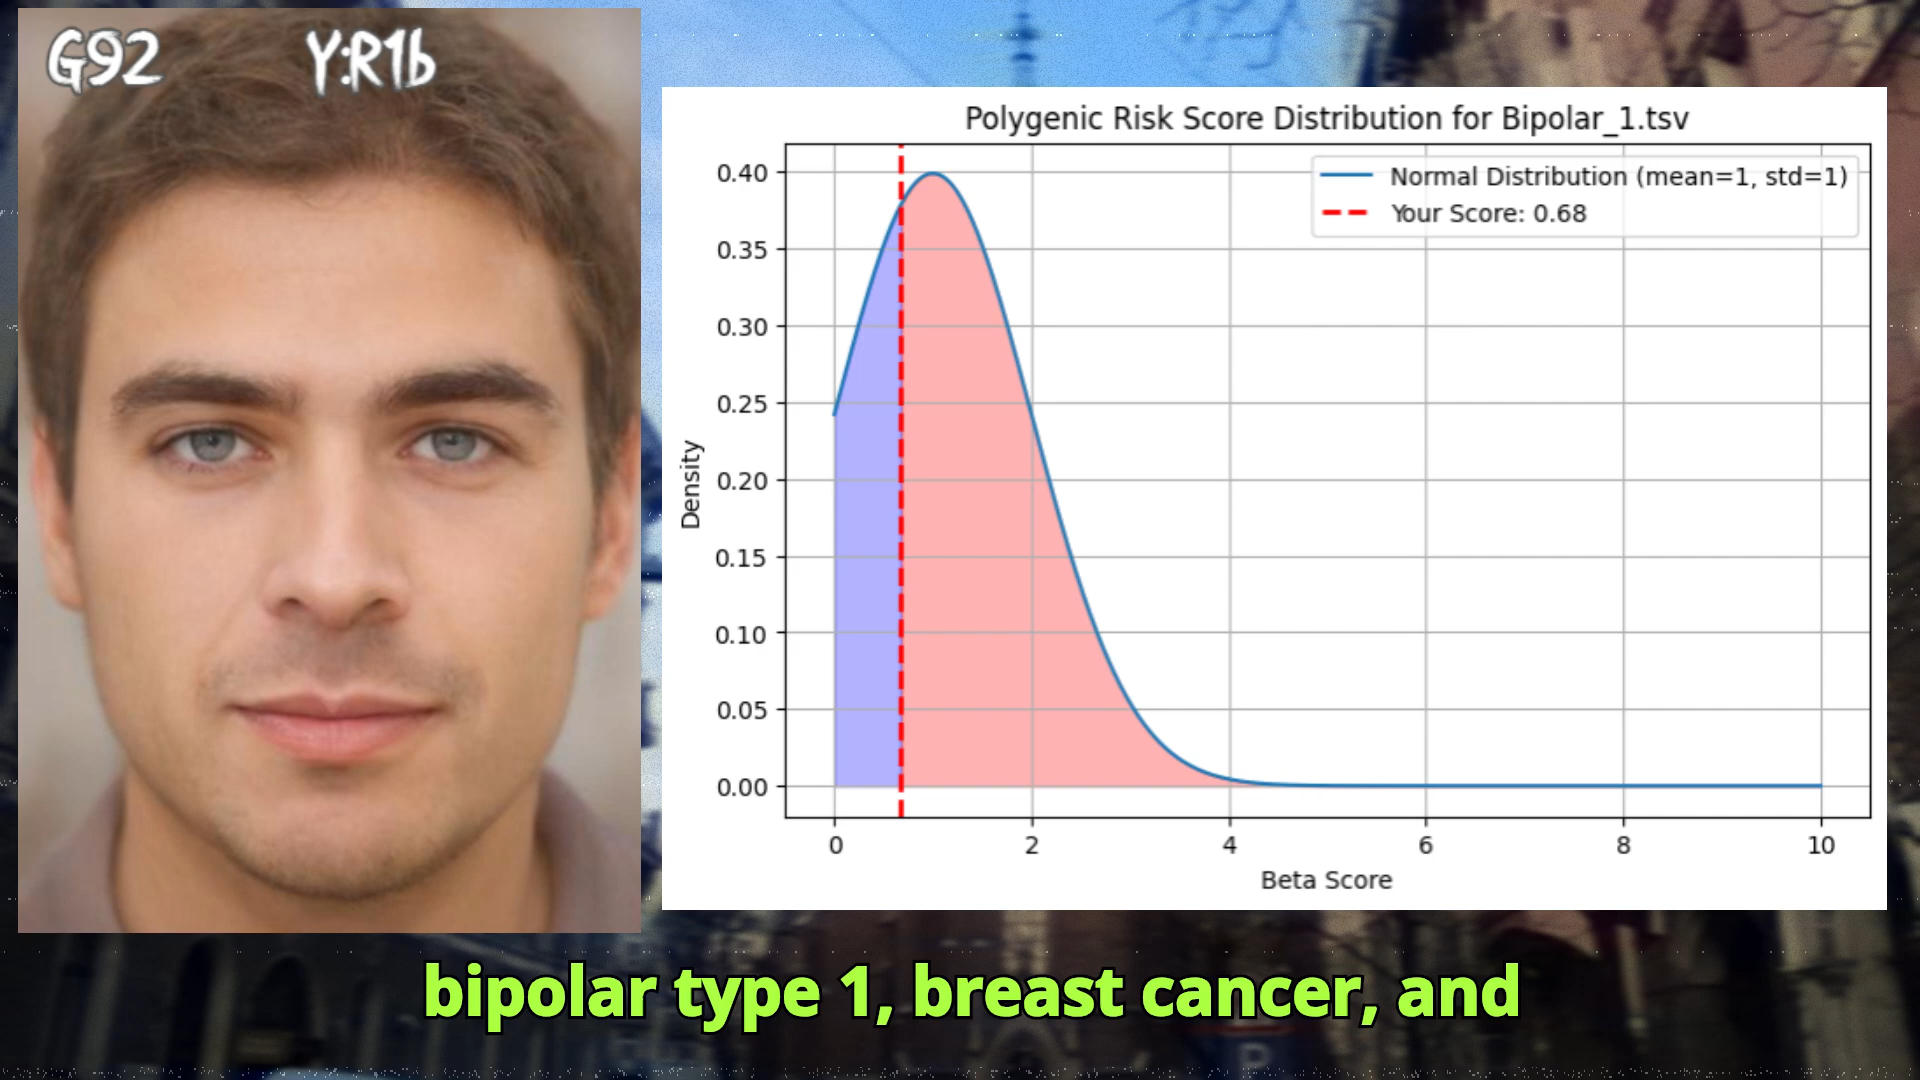 G92 Y:R1b
Polygenic Risk Score Distribution for Bipolar_1.tsv
Normal Distribution (mean=1, std=1)
Your Score: 0.68
0.40
0.35
0.30
0.25
0.20
0.15
0.10
0.05
0.00
Density
0 2 4 6 8 10
Beta Score
bipolar type 1, breast cancer, and
P